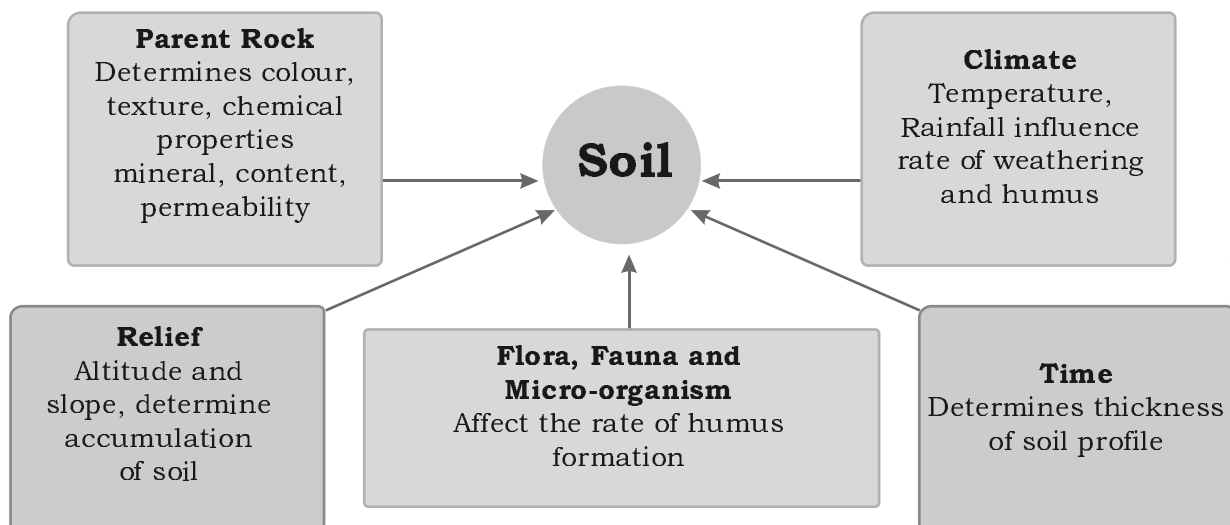 Parent Rock
Determines colour,
texture, chemical
properties
mineral, content,
permeability
Soil
Climate
Temperature,
Rainfall influence
rate of weathering
and humus
Relief
Altitude and
slope, determine
accumulation
of soil
Flora, Fauna and
Micro-organism
Affect the rate of humus
formation
Time
Determines thickness
of soil profile